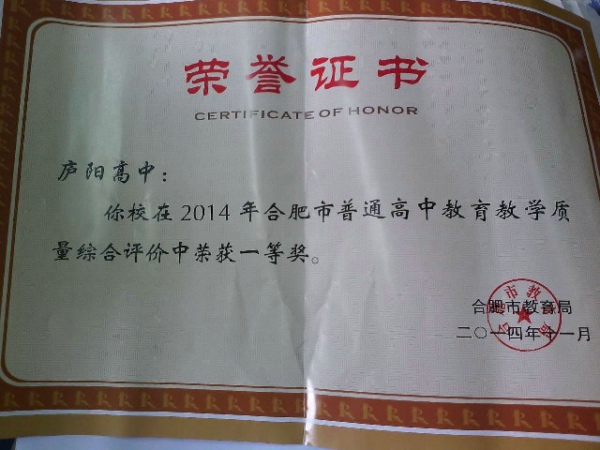 荣誉证书
CERTIFICATE OF HONOR
庐阳高中：
你校在2014年合肥市普通高中教育教学质
量综合评价中荣获一等奖。
合肥市教育局
二〇一四年十一月